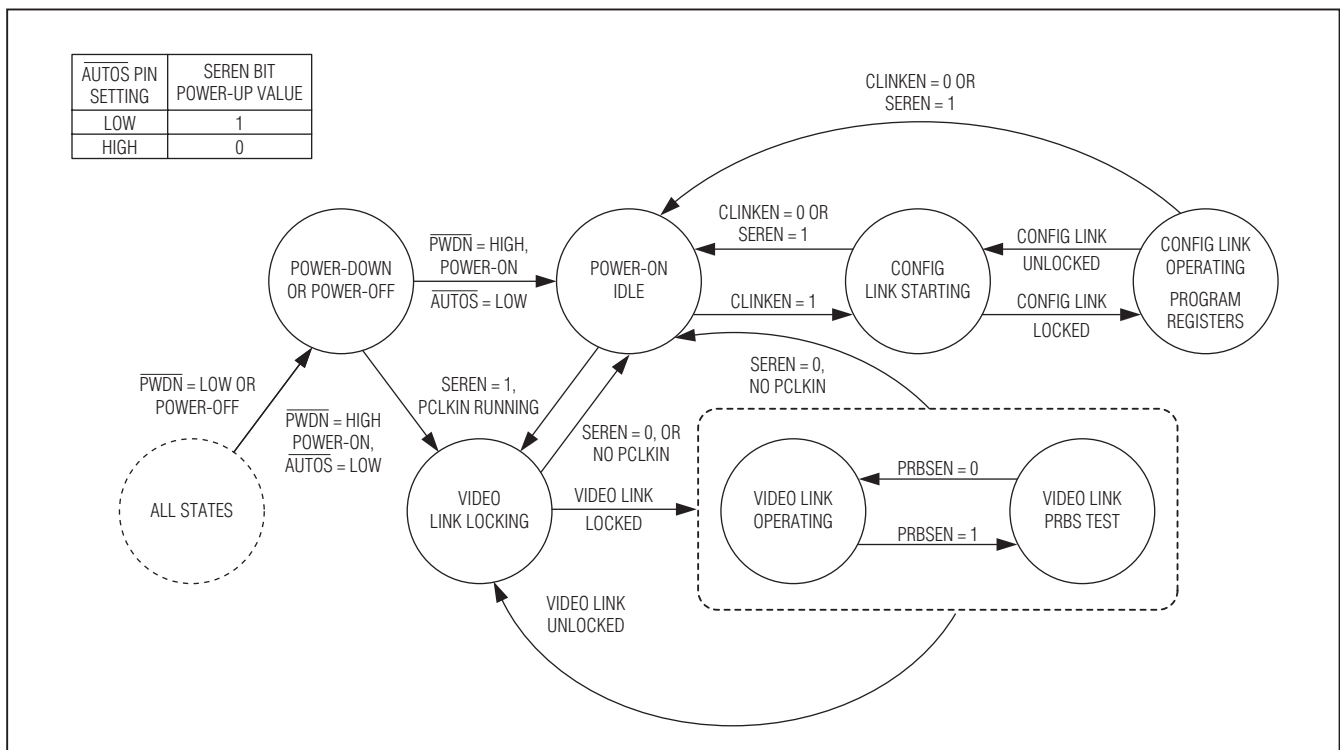 AUTOS PIN
SETTING
SEREN BIT
POWER-UP VALUE
LOW
1
HIGH
0
CLINKEN = 0 OR
SEREN = 1
POWER-DOWN
OR POWER-OFF
PWDN = HIGH,
POWER-ON
AUTOS = LOW
POWER-ON
IDLE
CLINKEN = 0 OR
SEREN = 1
CLINKEN = 1
CONFIG
LINK STARTING
CONFIG LINK
UNLOCKED
CONFIG LINK
LOCKED
CONFIG LINK
OPERATING
PROGRAM
REGISTERS
PWDN = LOW OR
POWER-OFF
PWDN = HIGH
POWER-ON,
AUTOS = LOW
SEREN = 1,
PCLKIN RUNNING
SEREN = 0, OR
NO PCLKIN
SEREN = 0,
NO PCLKIN
ALL STATES
VIDEO
LINK LOCKING
VIDEO LINK
LOCKED
VIDEO LINK
OPERATING
PRBSEN = 0
PRBSEN = 1
VIDEO LINK
PRBS TEST
VIDEO LINK
UNLOCKED